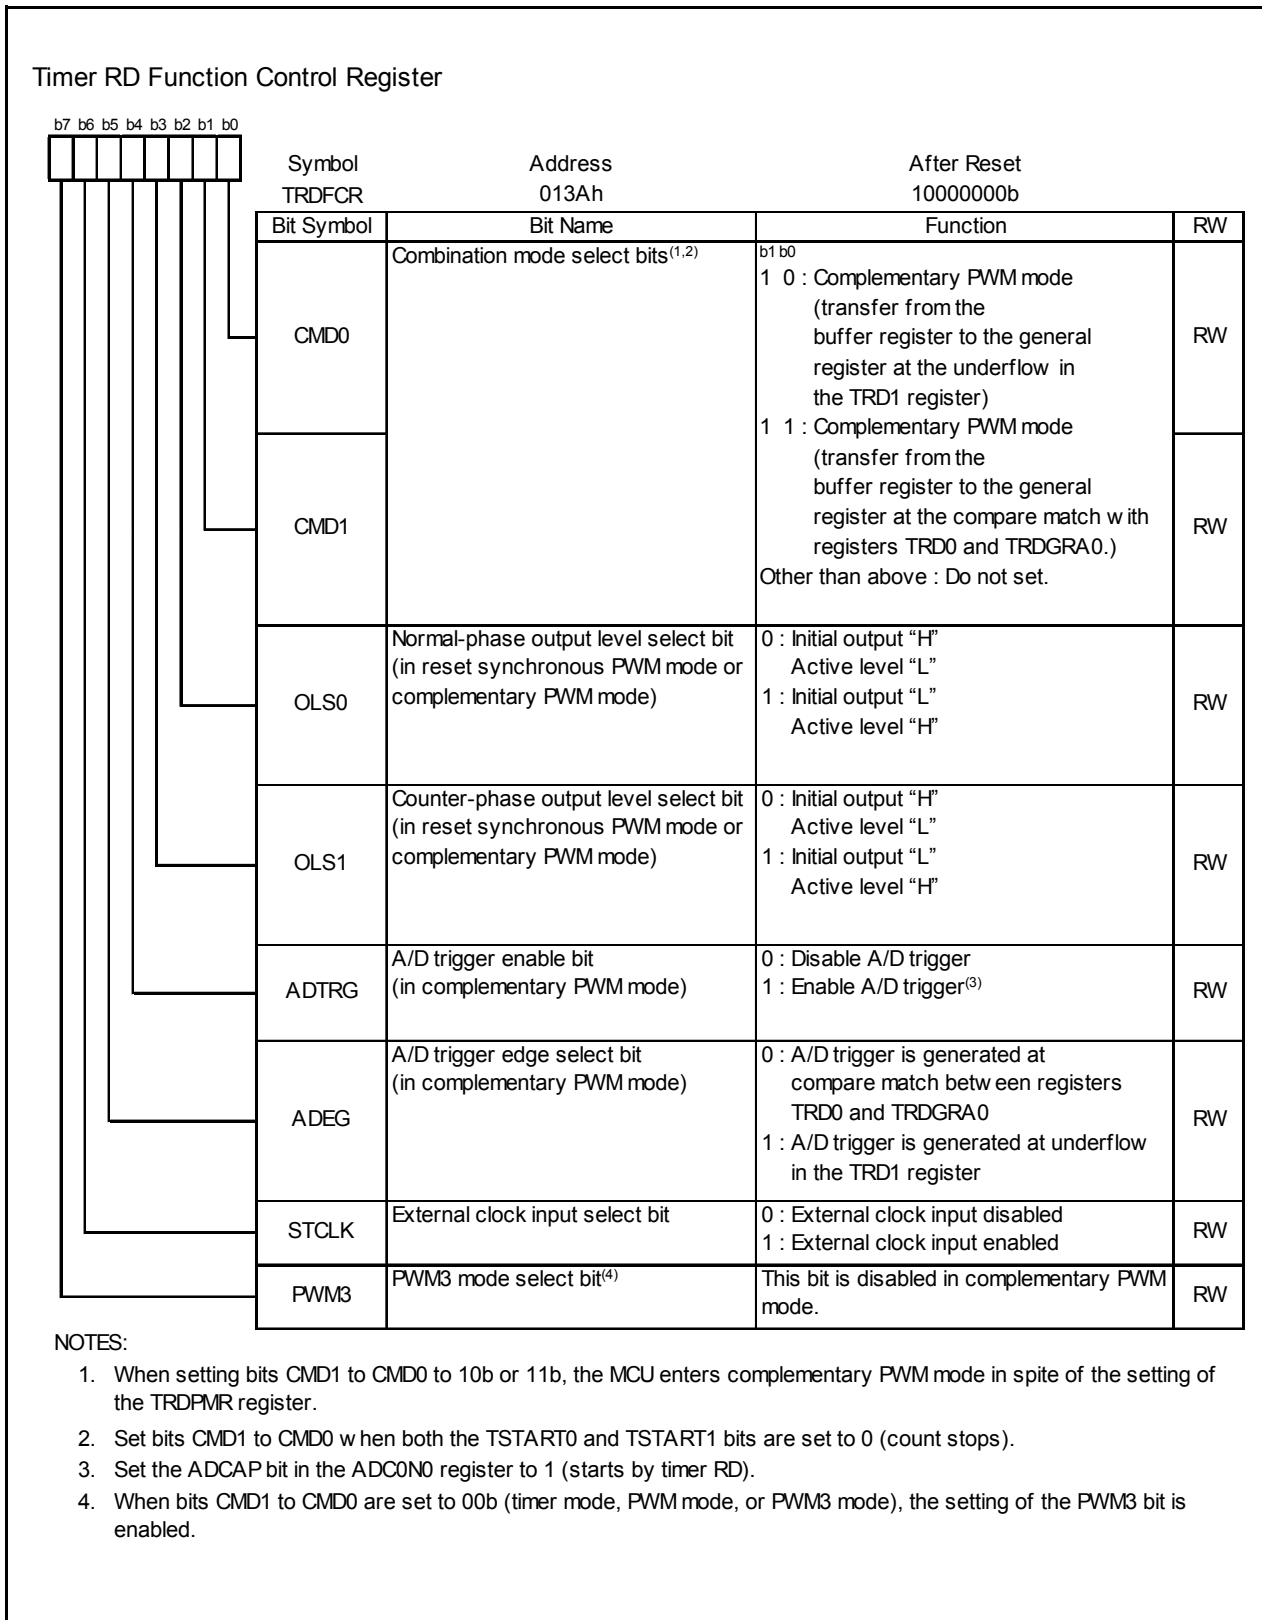 Timer RD Function Control Register
b7 b6 b5 b4 b3 b2 b1 b0
Symbol Address After Reset
TRDFCR 013Ah 10000000b
Bit Symbol Bit Name Function RW
CMD0 Combination mode select bits(1,2) b1 b0
1 0 : Complementary PWM mode
(transfer from the
buffer register to the general
register at the underflow in
the TRD1 register)
RW
CMD1
1 1 : Complementary PWM mode
(transfer from the
buffer register to the general
register at the compare match with
registers TRD0 and TRDGRA0.)
Other than above : Do not set.
RW
OLS0
Normal-phase output level select bit
(in reset synchronous PWM mode or
complementary PWM mode)
0 : Initial output “H”
Active level “L”
1 : Initial output “L”
Active level “H”
RW
OLS1
Counter-phase output level select bit
(in reset synchronous PWM mode or
complementary PWM mode)
0 : Initial output “H”
Active level “L”
1 : Initial output “L”
Active level “H”
RW
ADTRG
A/D trigger enable bit
(in complementary PWM mode)
0 : Disable A/D trigger
1 : Enable A/D trigger(3)
RW
ADEG
A/D trigger edge select bit
(in complementary PWM mode)
0 : A/D trigger is generated at
compare match between registers
TRD0 and TRDGRA0
1 : A/D trigger is generated at underflow
in the TRD1 register
RW
STCLK
External clock input select bit
0 : External clock input disabled
1 : External clock input enabled
RW
PWM3
PWM3 mode select bit(4)
This bit is disabled in complementary PWM
mode.
RW
NOTES:
1. When setting bits CMD1 to CMD0 to 10b or 11b, the MCU enters complementary PWM mode in spite of the setting of
the TRDPMR register.
2. Set bits CMD1 to CMD0 when both the TSTART0 and TSTART1 bits are set to 0 (count stops).
3. Set the ADCAP bit in the ADC0N0 register to 1 (starts by timer RD).
4. When bits CMD1 to CMD0 are set to 00b (timer mode, PWM mode, or PWM3 mode), the setting of the PWM3 bit is
enabled.